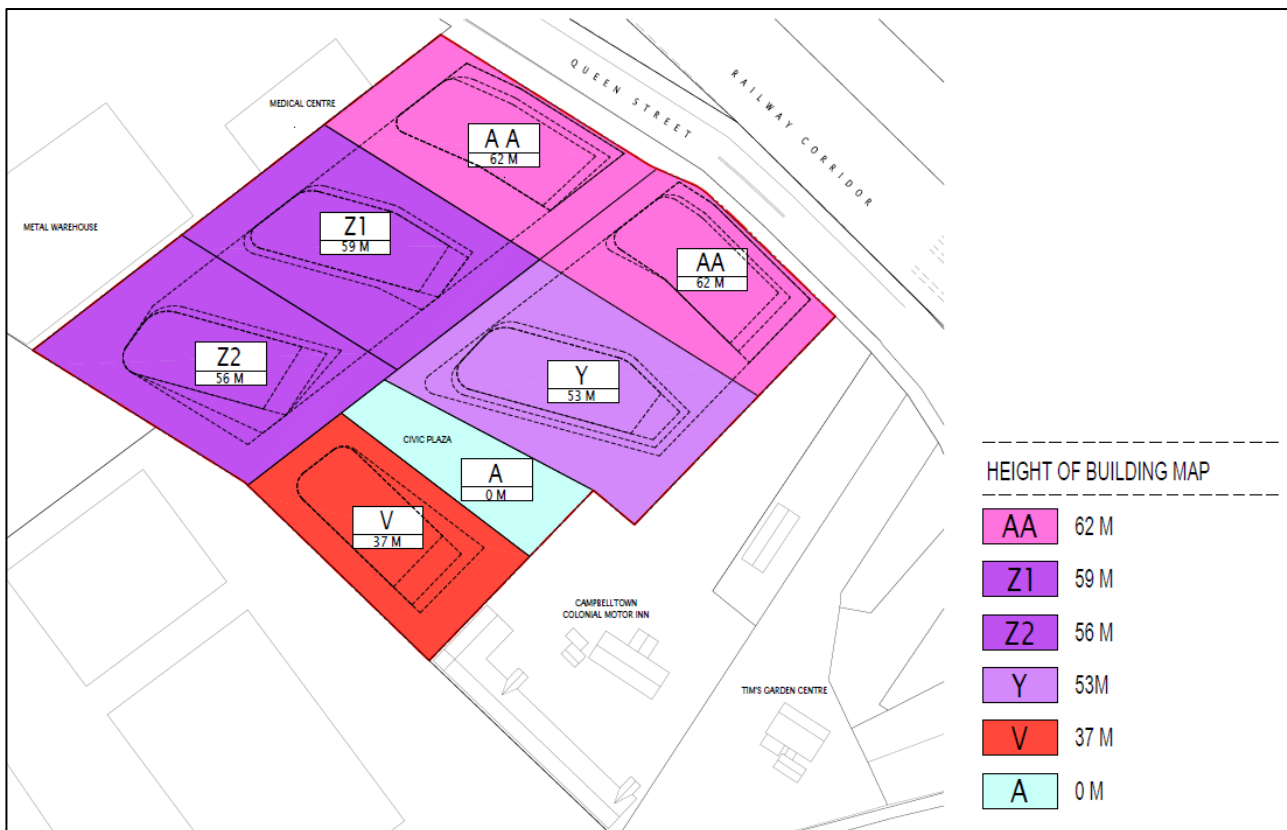 QUEEN STREET
RAILWAY CORRIDOR
MEDICAL CENTRE
A A
62 M
METAL WAREHOUSE
Z1
59 M
AA
62 M
Z2
56 M
Y
53 M
CIVIC PLAZA
A
0 M
V
37 M
CAMPBELLTOWN
COLONIAL MOTOR INN
TIM'S GARDEN CENTRE
HEIGHT OF BUILDING MAP
AA 62 M
Z1 59 M
Z2 56 M
Y 53M
V 37 M
A 0 M